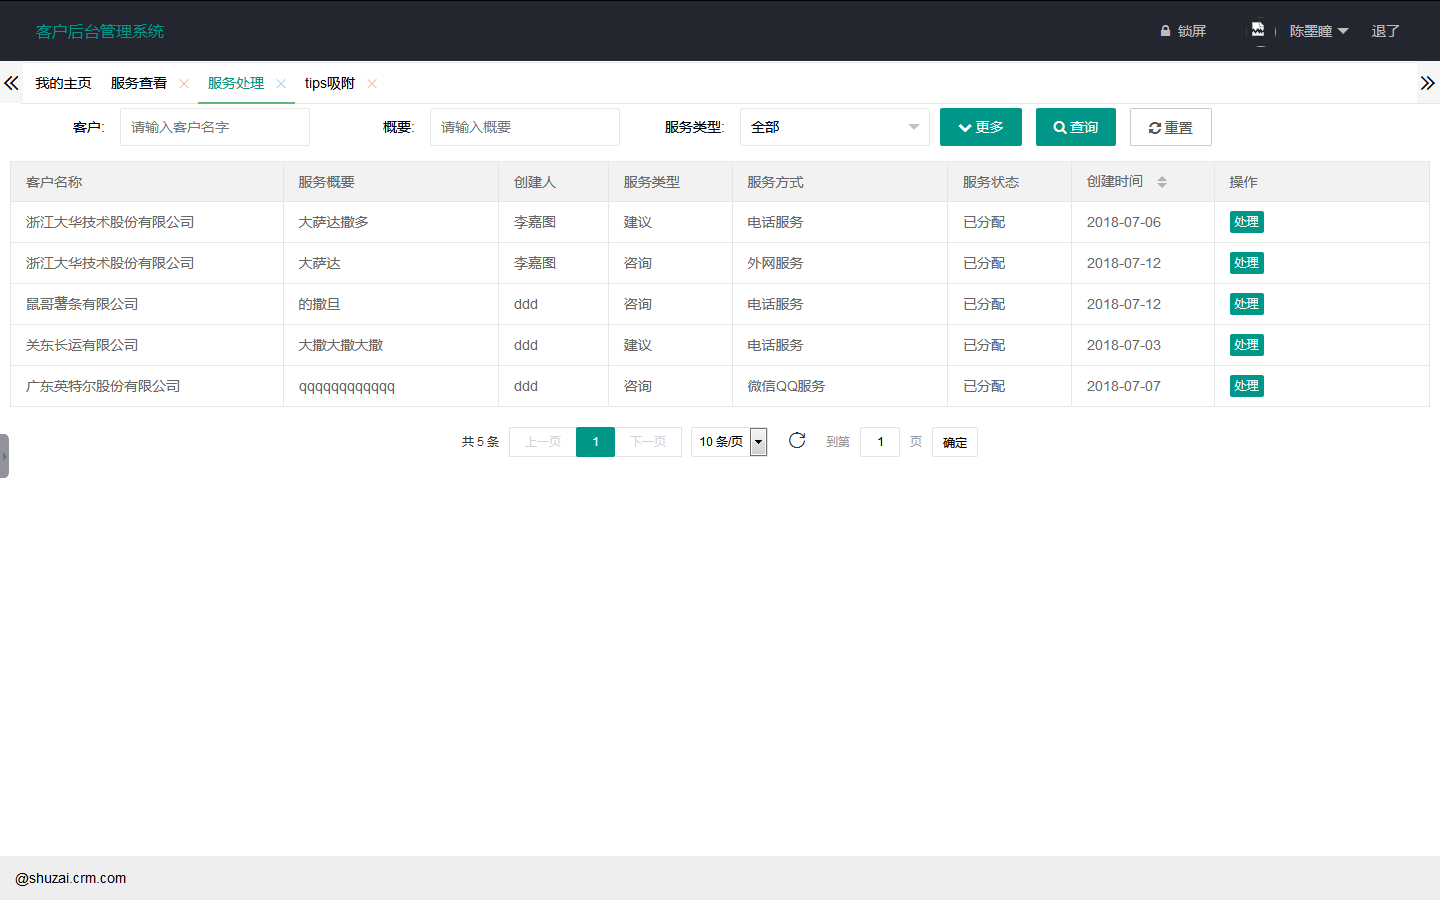 客户后台管理系统 锁屏 陈墨瞳 退了
我的主页 服务查看 服务处理 tips吸附
客户: 请输入客户名字 概要: 请输入概要 服务类型: 全部 更多 查询 重置
客户名称 服务概要 创建人 服务类型 服务方式 服务状态 创建时间 操作
浙江大华技术股份有限公司 大萨达撒多 李嘉图 建议 电话服务 已分配 2018-07-06 处理
浙江大华技术股份有限公司 大萨达 李嘉图 咨询 外网服务 已分配 2018-07-12 处理
鼠哥薯条有限公司 的撒旦 ddd 咨询 电话服务 已分配 2018-07-12 处理
关东长运有限公司 大撒大撒大撒 ddd 建议 电话服务 已分配 2018-07-03 处理
广东英特尔股份有限公司 qqqqqqqqqqqq ddd 咨询 微信QQ服务 已分配 2018-07-07 处理
共 5 条 上一页 1 下一页 10 条/页 到第 1 页 确定
@shuzai.crm.com